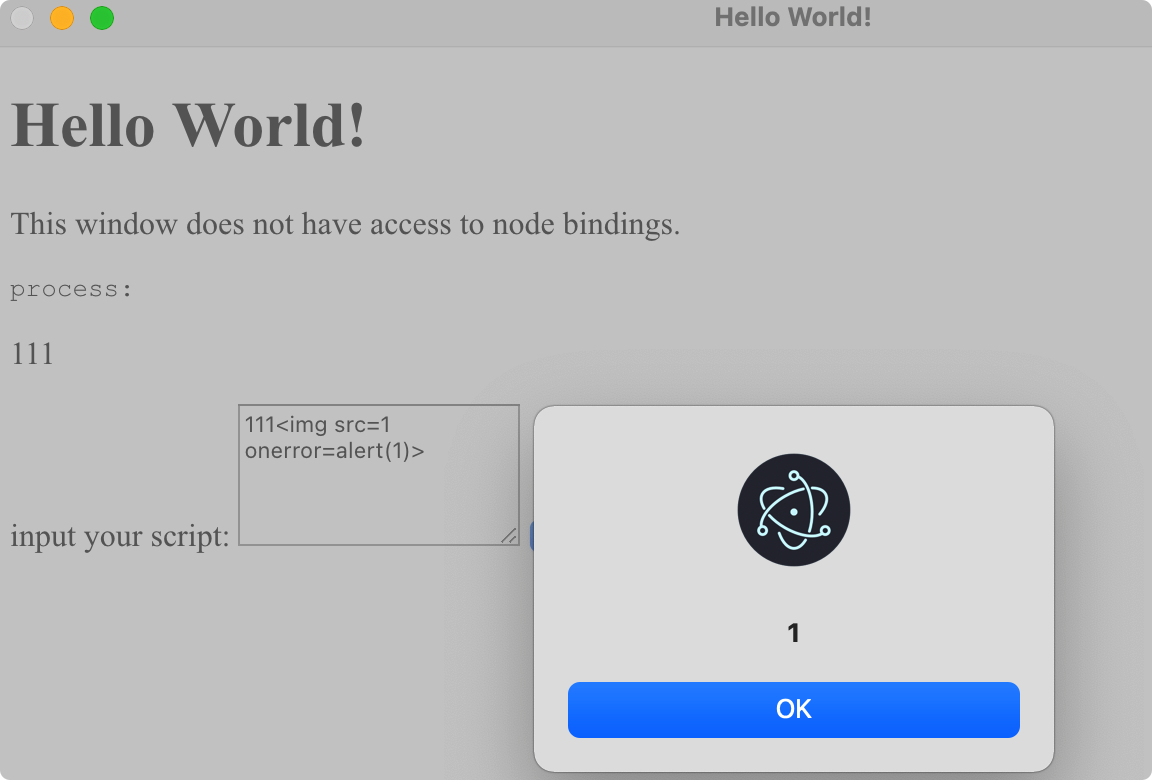 Hello World!
Hello World!
This window does not have access to node bindings.
process:
111
111<img src=1
onerror=alert(1)>
input your script:
1
OK